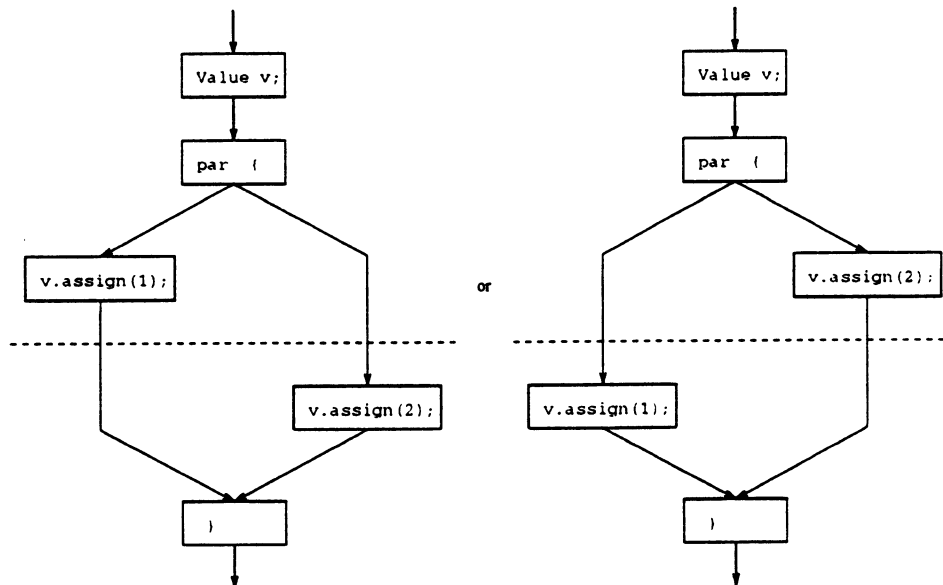 Value v;
par {
v.assign(1);
v.assign(2);
}
or
Value v;
par {
v.assign(2);
v.assign(1);
}